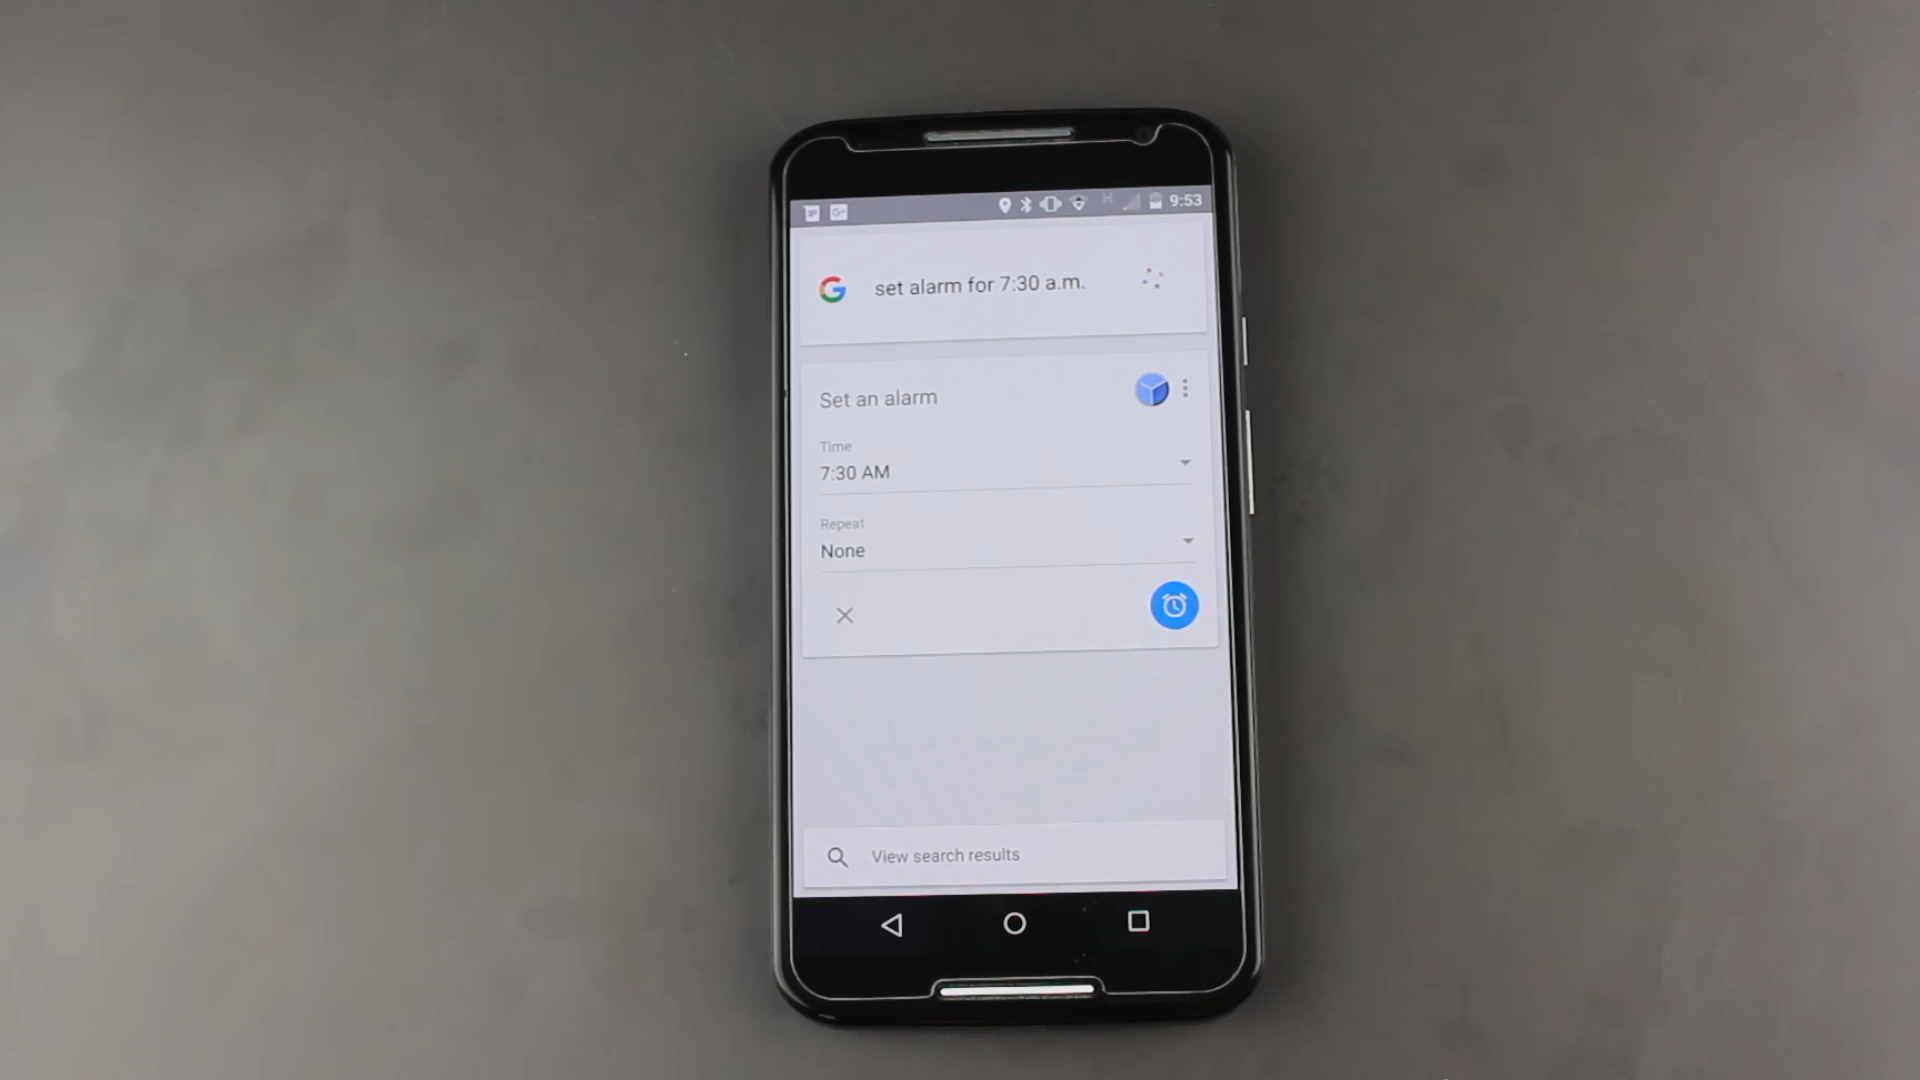 9:53
set alarm for 7:30 a.m.
Set an alarm
Time
7:30 AM
Repeat
None
View search results